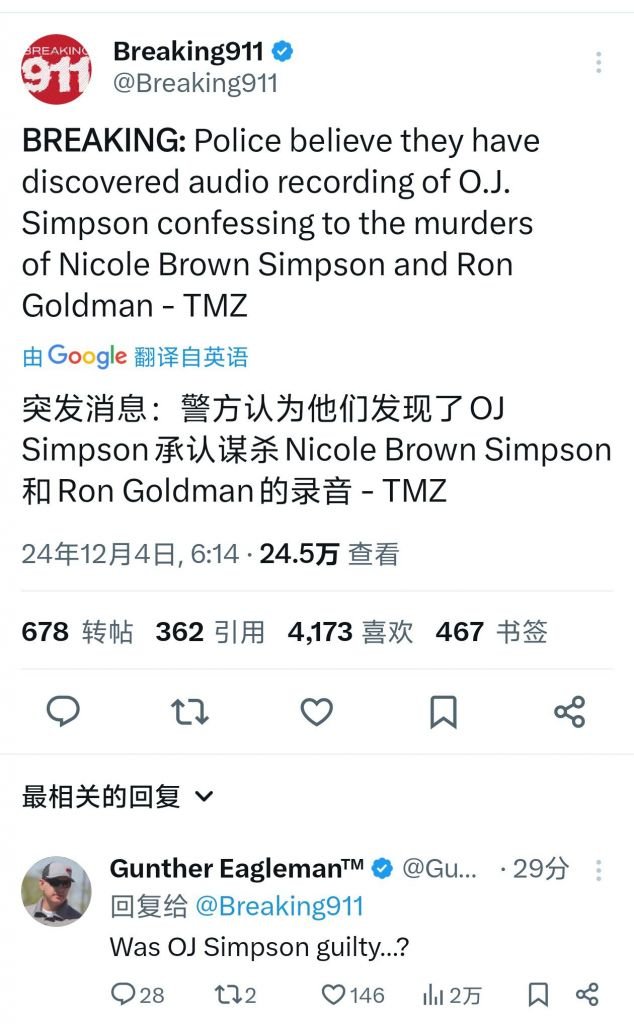 BREAKING
911
Breaking911
@Breaking911
BREAKING: Police believe they have
discovered audio recording of O.J.
Simpson confessing to the murders
of Nicole Brown Simpson and Ron
Goldman - TMZ
由 Google 翻译自英语
突发消息：警方认为他们发现了OJ
Simpson承认谋杀Nicole Brown Simpson
和Ron Goldman的录音 - TMZ
24年12月4日, 6:14 · 24.5万 查看
678 转帖 362 引用 4,173 喜欢 467 书签
最相关的回复
Gunther Eagleman™ @Gu... · 29分
回复给 @Breaking911
Was OJ Simpson guilty...?
28 2 146 2万